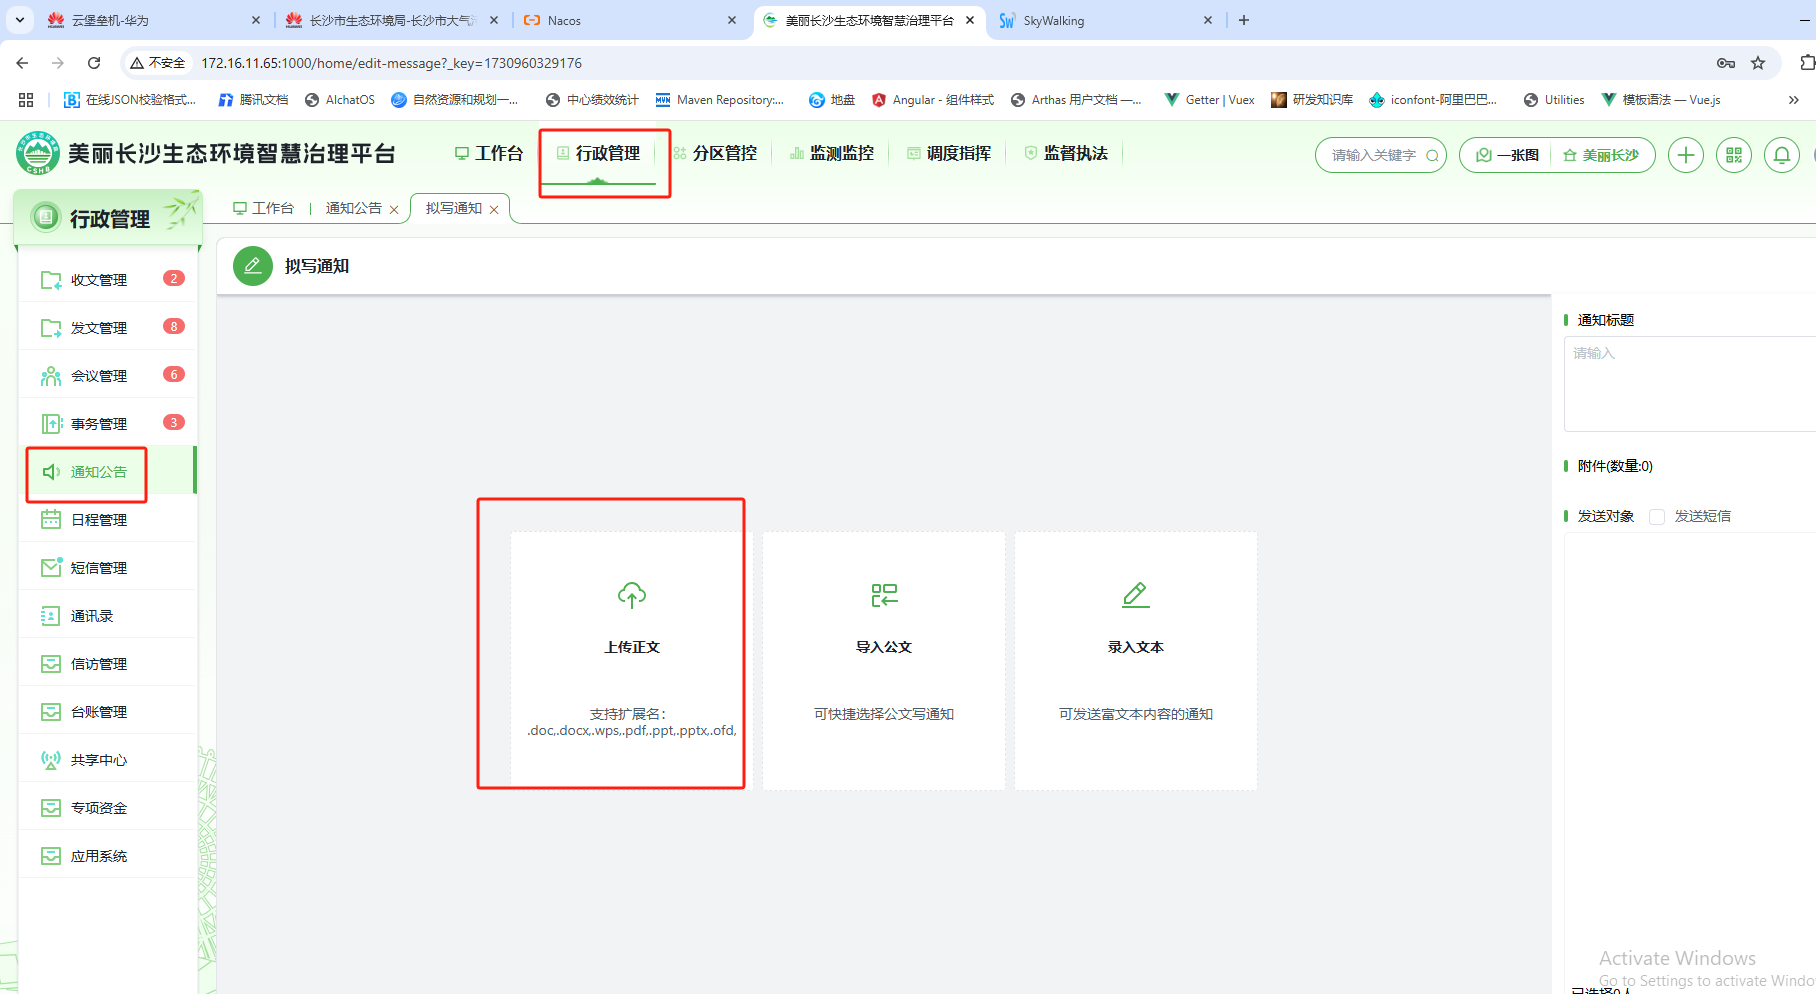 云堡垒机-华为
长沙市生态环境局-长沙市大气
Nacos
美丽长沙生态环境智慧治理平台
SkyWalking
不安全 172.16.11.65:1000/home/edit-message?_key=1730960329176
在线JSON校验格式...
腾讯文档
AIchatOS
自然资源和规划一...
中心绩效统计
Maven Repository:...
地盘
Angular - 组件样式
Arthas 用户文档 —...
Getter | Vuex
研发知识库
iconfont-阿里巴巴...
Utilities
模板语法 — Vue.js
CSHB
美丽长沙生态环境智慧治理平台
工作台
行政管理
分区管控
监测监控
调度指挥
监督执法
请输入关键字
一张图
美丽长沙
行政管理
工作台
通知公告
拟写通知
收文管理 2
发文管理 8
会议管理 6
事务管理 3
通知公告
日程管理
短信管理
通讯录
信访管理
台账管理
共享中心
专项资金
应用系统
拟写通知
上传正文
支持扩展名:
.doc,.docx,.wps,.pdf,.ppt,.pptx,.ofd,
导入公文
可快捷选择公文写通知
录入文本
可发送富文本内容的通知
通知标题
请输入
附件(数量:0)
发送对象 发送短信
Activate Windows
Go to Settings to activate Windo
已选择0人